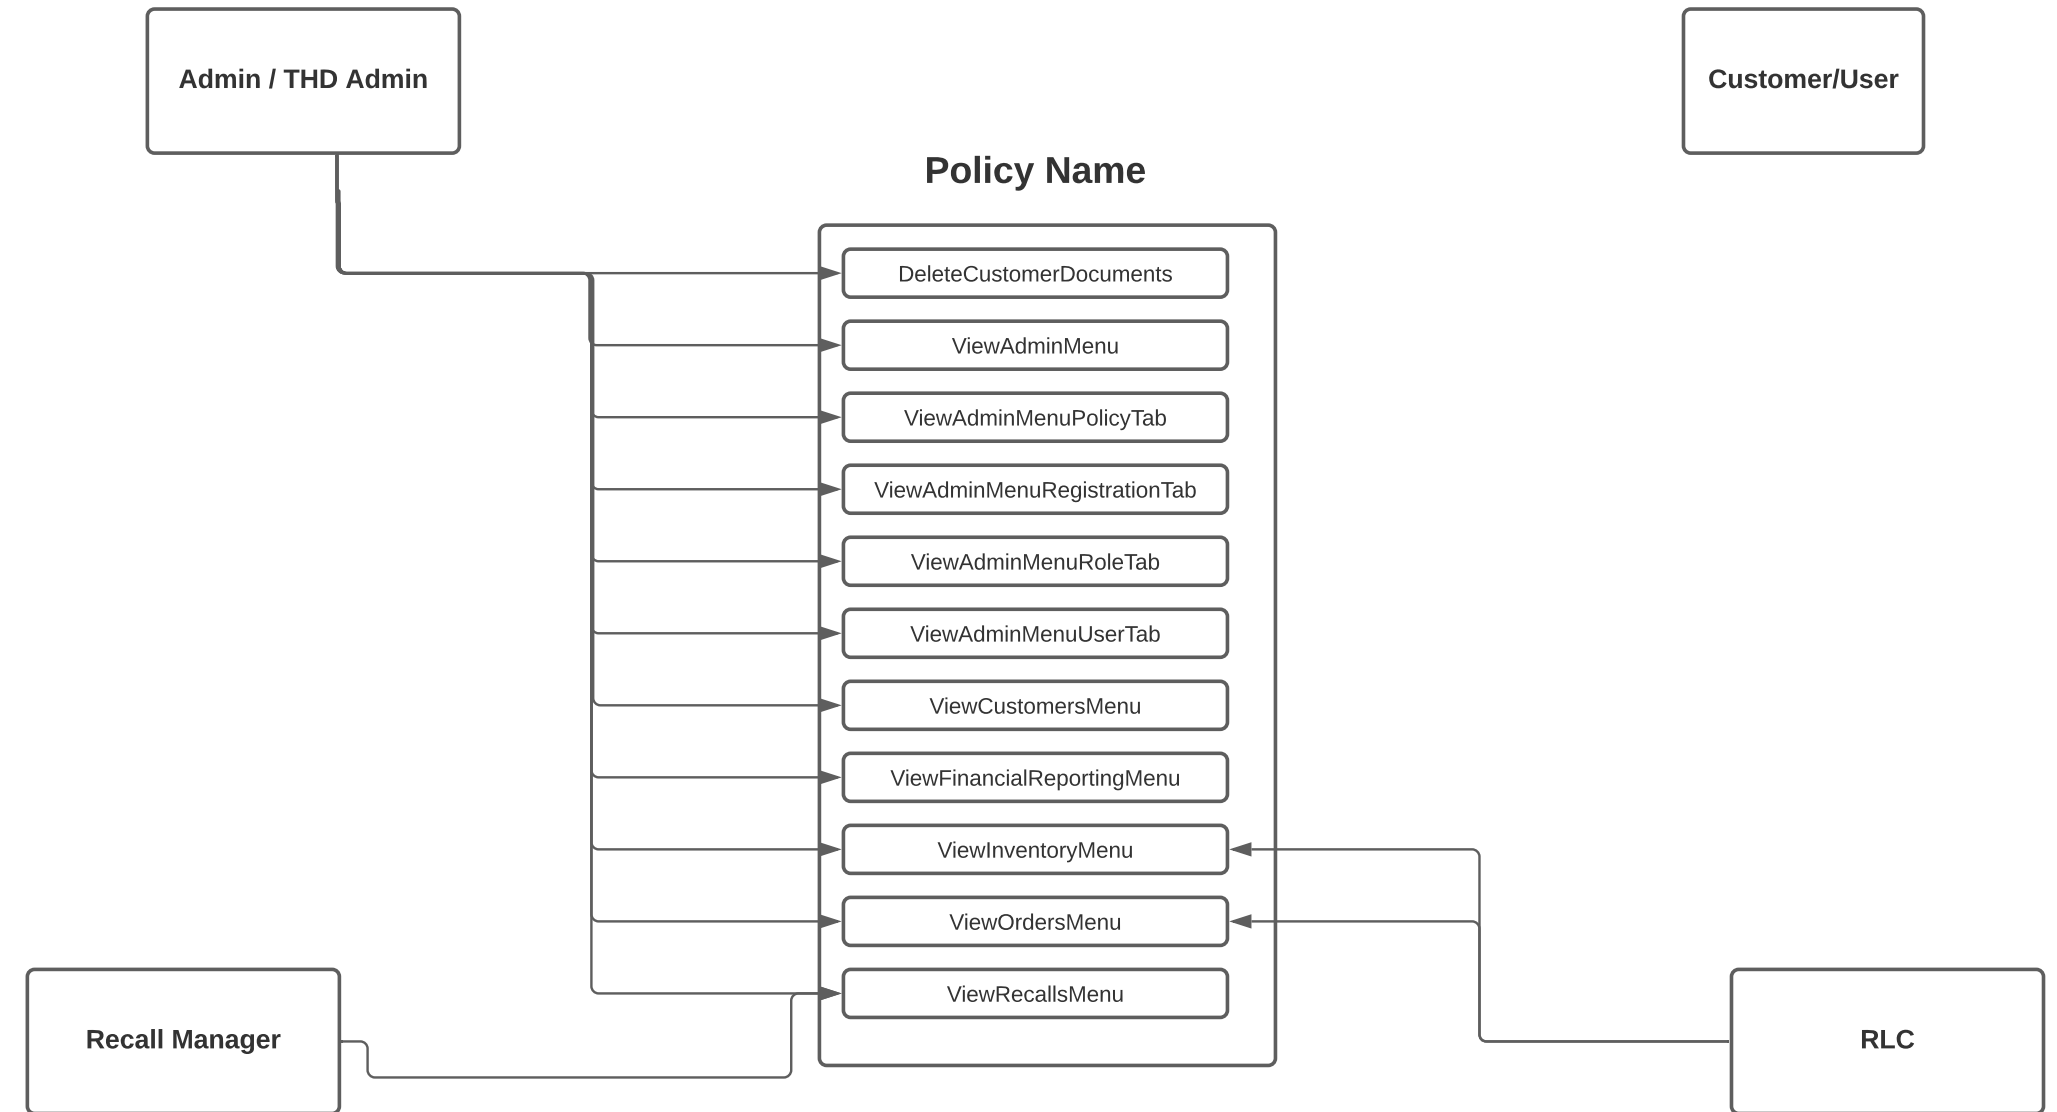 Admin / THD Admin
Customer/User
Policy Name
DeleteCustomerDocuments
ViewAdminMenu
ViewAdminMenuPolicyTab
ViewAdminMenuRegistrationTab
ViewAdminMenuRoleTab
ViewAdminMenuUserTab
ViewCustomersMenu
ViewFinancialReportingMenu
ViewInventoryMenu
ViewOrdersMenu
ViewRecallsMenu
Recall Manager
RLC